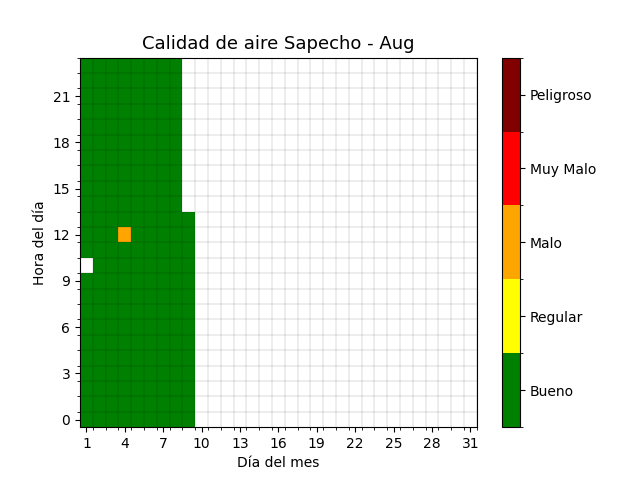 Calidad de aire Sapecho - Aug
Hora del día
21
18
15
12
9
6
3
0
1 4 7 10 13 16 19 22 25 28 31
Día del mes
Peligroso
Muy Malo
Malo
Regular
Bueno